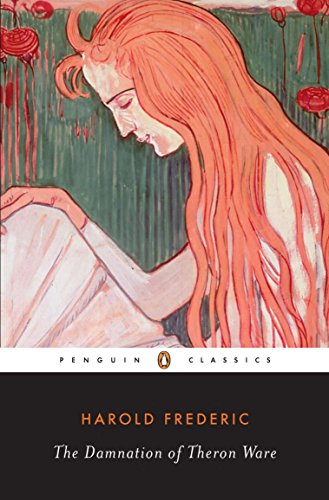 PENGUIN CLASSICS
HAROLD FREDERIC
The Damnation of Theron Ware